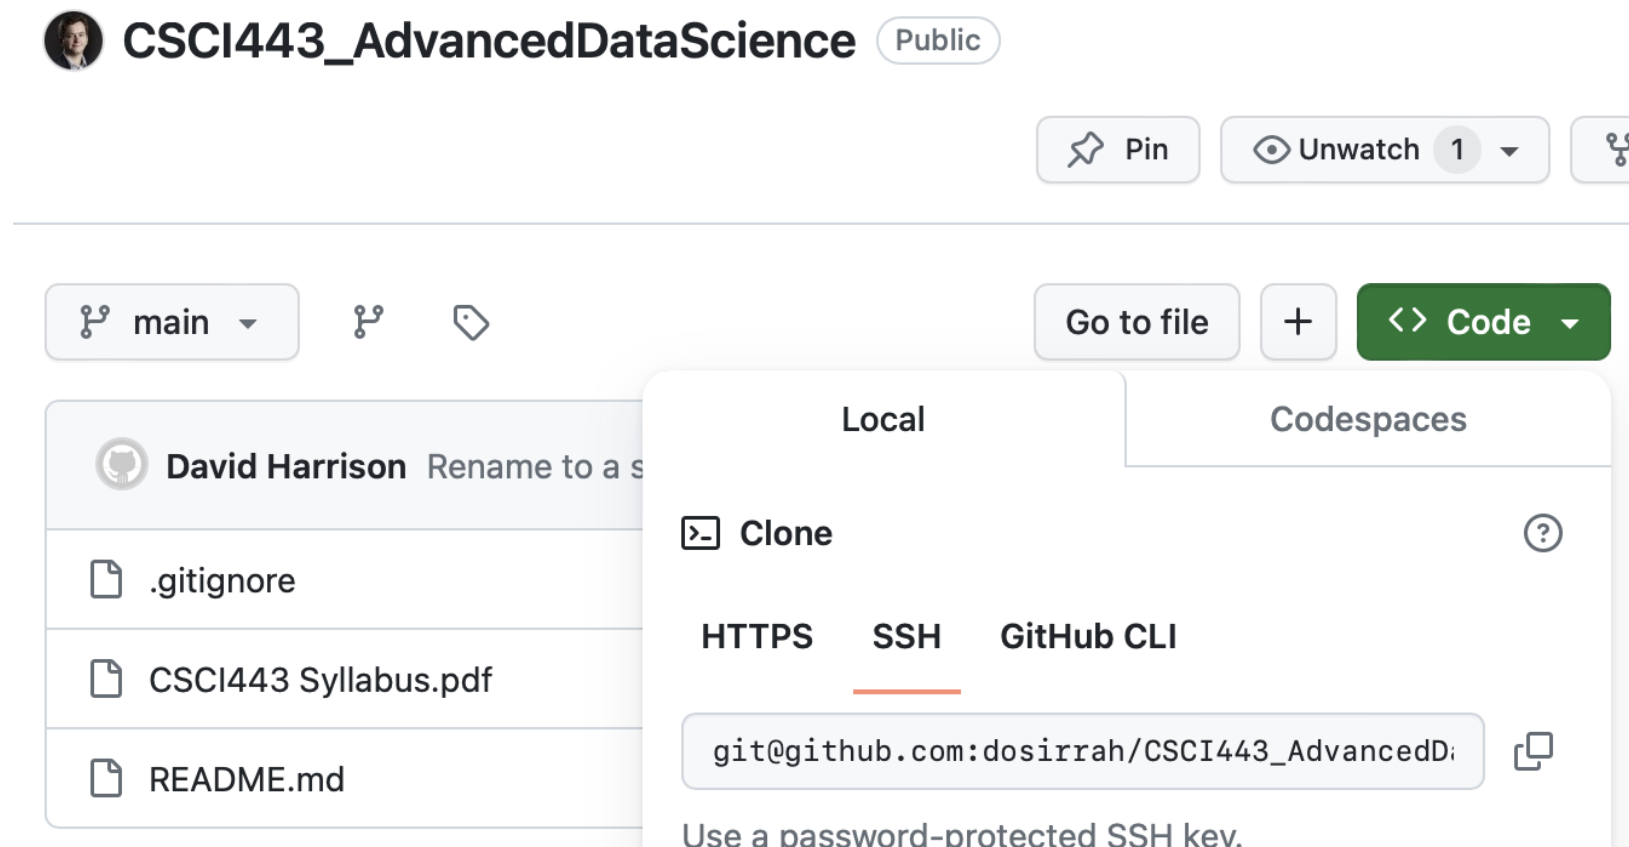 CSCI443_AdvancedDataScience Public
Pin Unwatch 1
main Go to file + <> Code
Local Codespaces
David Harrison Rename to a
Clone ?
.gitignore
HTTPS SSH GitHub CLI
CSCI443 Syllabus.pdf
git@github.com:dosirrah/CSCI443_AdvancedD
README.md
Use a password-protected SSH key.